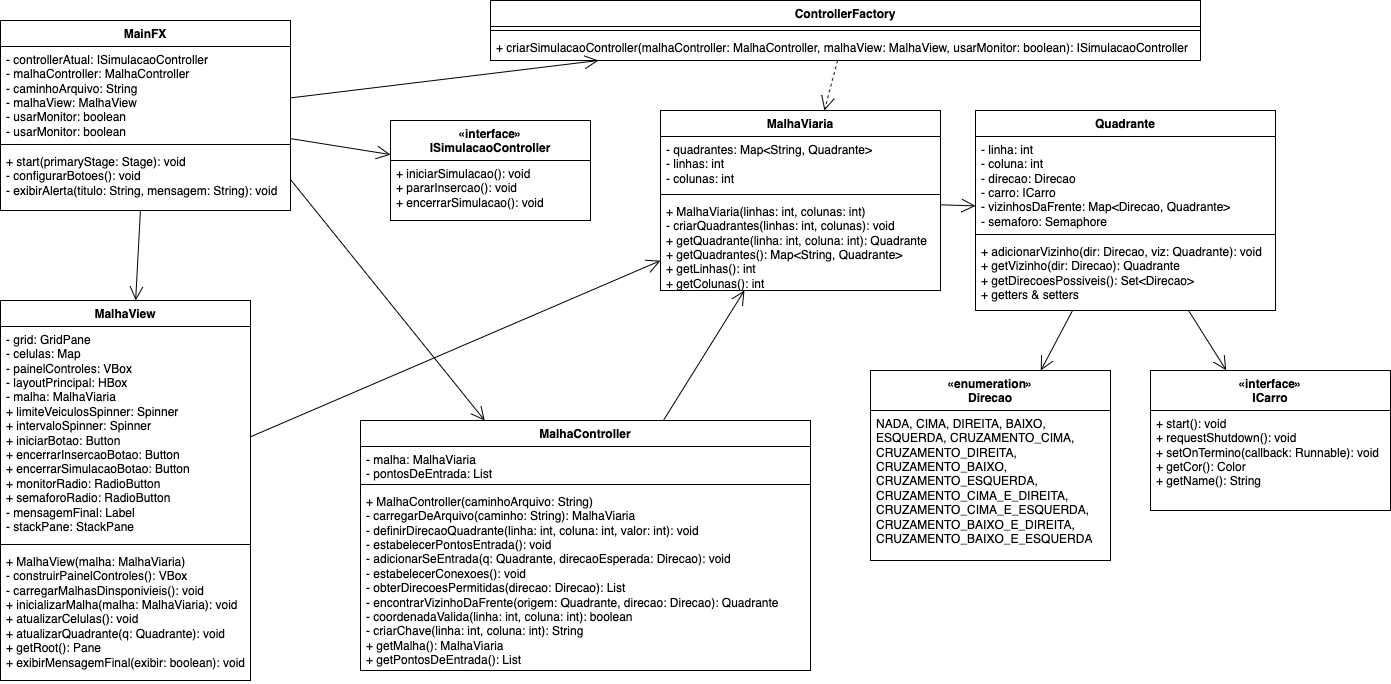 MainFX
- controllerAtual: ISimulacaoController
- malhaController: MalhaController
- caminhoArquivo: String
- malhaView: MalhaView
- usarMonitor: boolean
- usarMonitor: boolean
+ start(primaryStage: Stage): void
- configurarBotoes(): void
- exibirAlerta(titulo: String, mensagem: String): void
ControllerFactory
+ criarSimulacaoController(malhaController: MalhaController, malhaView: MalhaView, usarMonitor: boolean): ISimulacaoController
«interface»
ISimulacaoController
+ iniciarSimulacao(): void
+ pararInsercao(): void
+ encerrarSimulacao(): void
MalhaViaria
- quadrantes: Map<String, Quadrante>
- linhas: int
- colunas: int
+ MalhaViaria(linhas: int, colunas: int)
- criarQuadrantes(linhas: int, colunas): void
+ getQuadrante(linha: int, coluna: int): Quadrante
+ getQuadrantes(): Map<String, Quadrante>
+ getLinhas(): int
+ getColunas(): int
Quadrante
- linha: int
- coluna: int
- direcao: Direcao
- carro: ICarro
- vizinhosDaFrente: Map<Direcao, Quadrante>
- semaforo: Semaphore
+ adicionarVizinho(dir: Direcao, viz: Quadrante): void
+ getVizinho(dir: Direcao): Quadrante
+ getDirecoesPossiveis(): Set<Direcao>
+ getters & setters
MalhaView
- grid: GridPane
- celulas: Map
- painelControles: VBox
- layoutPrincipal: HBox
- malha: MalhaViaria
+ limiteVeiculosSpinner: Spinner
+ intervaloSpinner: Spinner
+ iniciarBotao: Button
+ encerrarInsercaoBotao: Button
+ encerrarSimulacaoBotao: Button
+ monitorRadio: RadioButton
+ semaforoRadio: RadioButton
- mensagemFinal: Label
- stackPane: StackPane
+ MalhaView(malha: MalhaViaria)
- construirPainelControles(): VBox
- carregarMalhasDinsponivieis(): void
+ inicializarMalha(malha: MalhaViaria): void
+ atualizarCelulas(): void
+ atualizarQuadrante(q: Quadrante): void
+ getRoot(): Pane
+ exibirMensagemFinal(exibir: boolean): void
MalhaController
- malha: MalhaViaria
- pontosDeEntrada: List
+ MalhaController(caminhoArquivo: String)
- carregarDeArquivo(caminho: String): MalhaViaria
- definirDirecaoQuadrante(linha: int, coluna: int, valor: int): void
- estabelecerPontosEntrada(): void
- adicionarSeEntrada(q: Quadrante, direcaoEsperada: Direcao): void
- estabelecerConexoes(): void
- obterDirecoesPermitidas(direcao: Direcao): List
- encontrarVizinhoDaFrente(origem: Quadrante, direcao: Direcao): Quadrante
- coordenadaValida(linha: int, coluna: int): boolean
- criarChave(linha: int, coluna: int): String
+ getMalha(): MalhaViaria
+ getPontosDeEntrada(): List
«enumeration»
Direcao
NADA, CIMA, DIREITA, BAIXO,
ESQUERDA, CRUZAMENTO_CIMA,
CRUZAMENTO_DIREITA,
CRUZAMENTO_BAIXO,
CRUZAMENTO_ESQUERDA,
CRUZAMENTO_CIMA_E_DIREITA,
CRUZAMENTO_CIMA_E_ESQUERDA,
CRUZAMENTO_BAIXO_E_DIREITA,
CRUZAMENTO_BAIXO_E_ESQUERDA
«interface»
ICarro
+ start(): void
+ requestShutdown(): void
+ setOnTermino(callback: Runnable): void
+ getCor(): Color
+ getName(): String